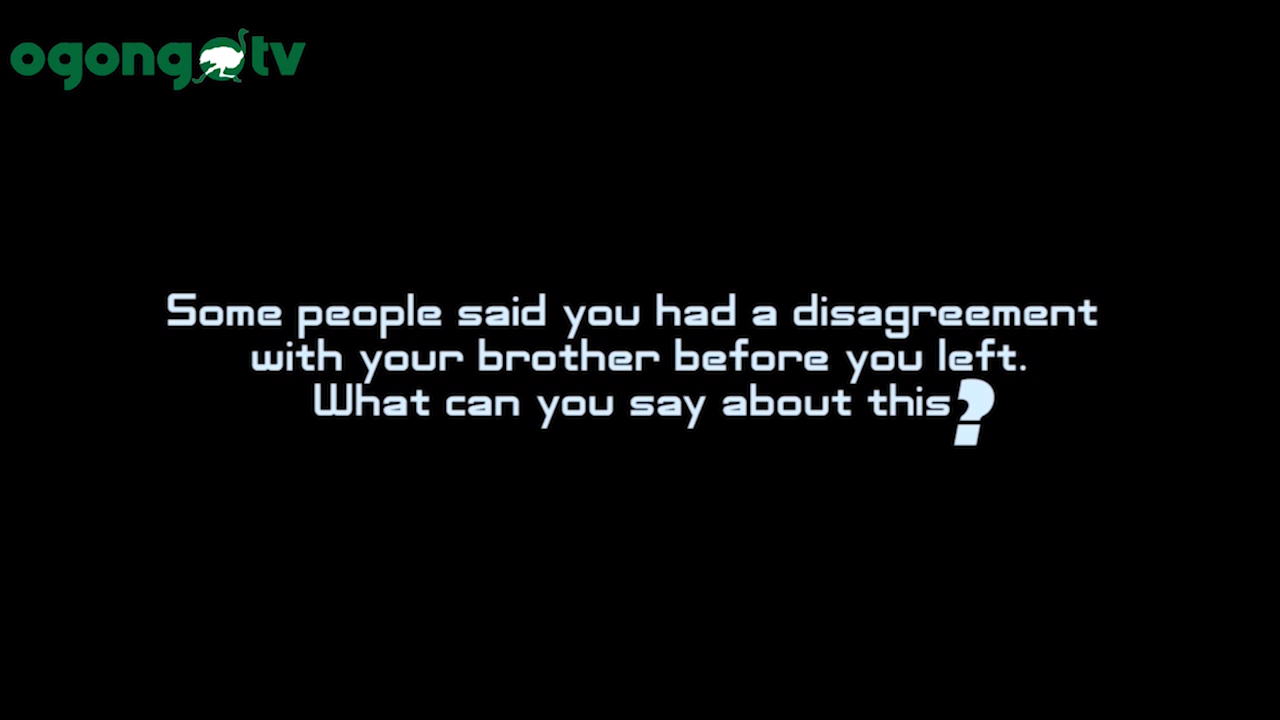 ogongotv
Some people said you had a disagreement
with your brother before you left.
What can you say about this?